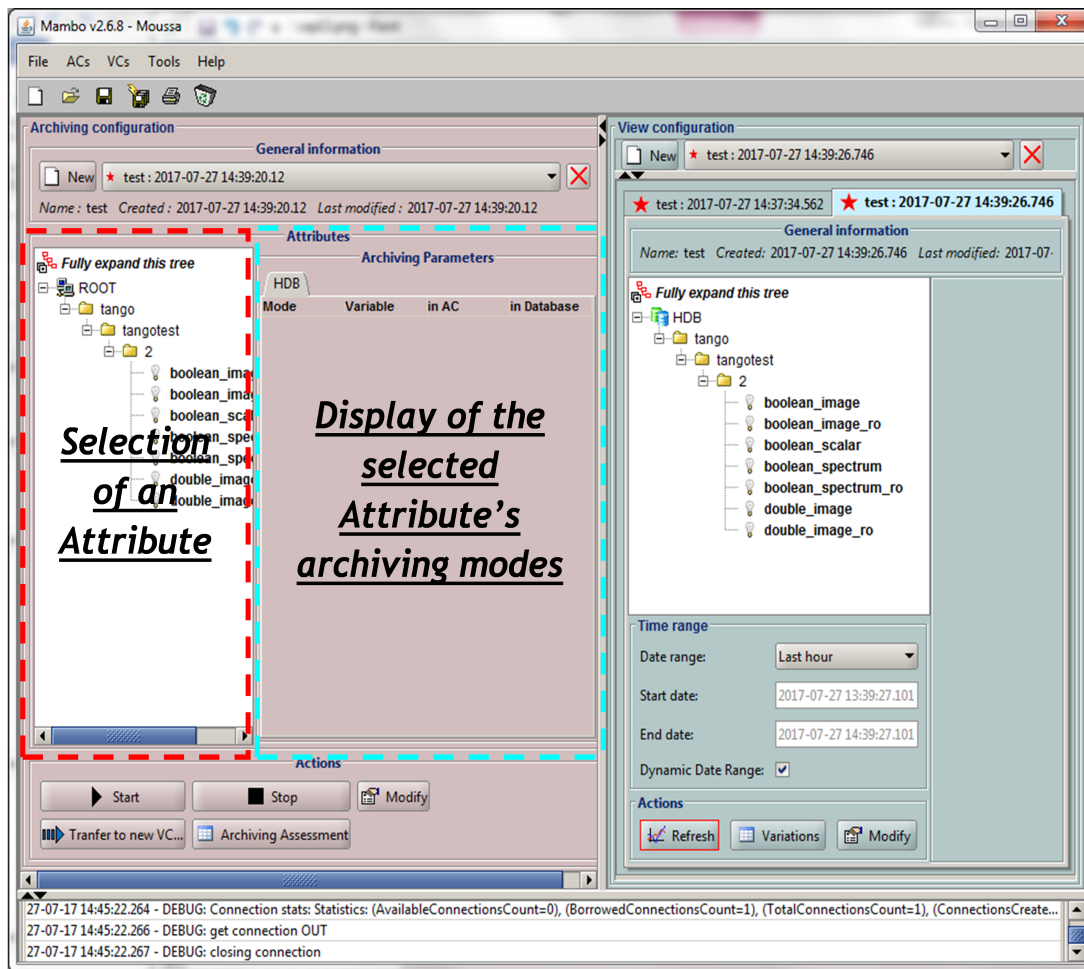 Mambo v2.6.8 - Moussa
File ACs VCs Tools Help
Archiving configuration
General information
New test : 2017-07-27 14:39:20.12
Name : test Created : 2017-07-27 14:39:20.12 Last modified : 2017-07-27 14:39:20.12
Attributes
Fully expand this tree
ROOT
tango
tangotest
2
boolean_imag
boolean_imag
boolean_scal
boolean_spec
boolean_spe
double_imag
double_imag
Selection
of an
Attribute
Archiving Parameters
HDB
Mode Variable in AC in Database
Display of the
selected
Attribute's
archiving modes
Actions
Start Stop Modify
Tranfer to new VC... Archiving Assessment
View configuration
New test : 2017-07-27 14:39:26.746
test : 2017-07-27 14:37:34.562 test : 2017-07-27 14:39:26.746
General information
Name: test Created: 2017-07-27 14:39:26.746 Last modified: 2017-07-
Fully expand this tree
HDB
tango
tangotest
2
boolean_image
boolean_image_ro
boolean_scalar
boolean_spectrum
boolean_spectrum_ro
double_image
double_image_ro
Time range
Date range: Last hour
Start date: 2017-07-27 13:39:27.101
End date: 2017-07-27 14:39:27.101
Dynamic Date Range:
Actions
Refresh Variations Modify
27-07-17 14:45:22.264 - DEBUG: Connection stats: Statistics: (AvailableConnectionsCount=0), (BorrowedConnectionsCount=1), (TotalConnectionsCount=1), (ConnectionsCreate...
27-07-17 14:45:22.266 - DEBUG: get connection OUT
27-07-17 14:45:22.267 - DEBUG: closing connection